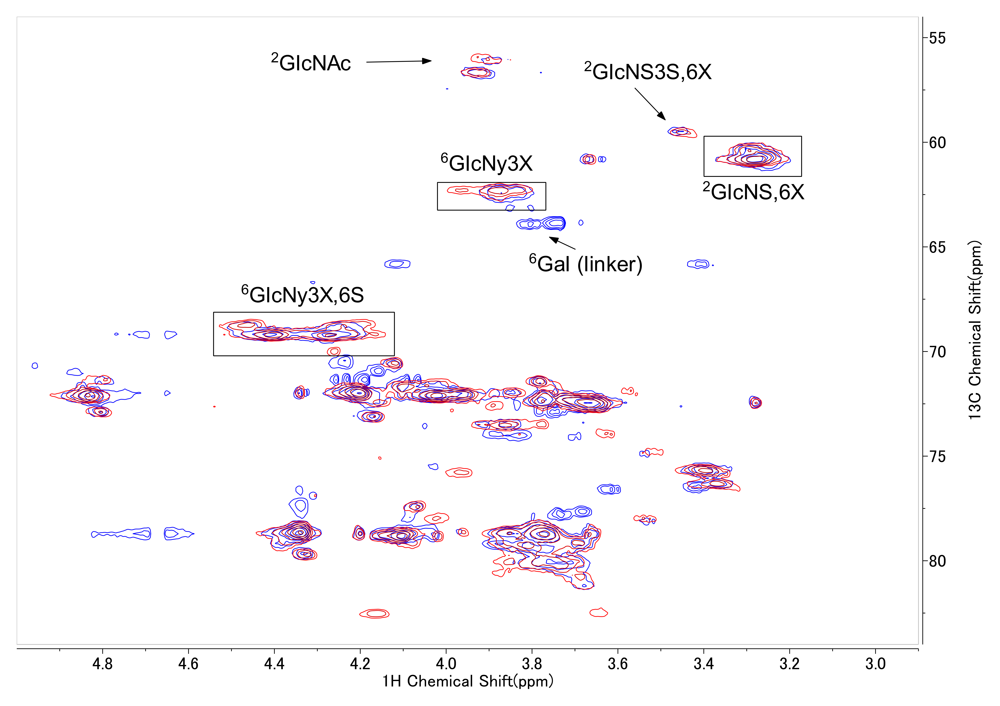 55
²GlcNAc
²GlcNS3S,6X
60
⁶GlcNy3X
²GlcNS,6X
65
⁶Gal (linker)
⁶GlcNy3X,6S
13C Chemical Shift(ppm)
70
75
80
4.8 4.6 4.4 4.2 4.0 3.8 3.6 3.4 3.2 3.0
1H Chemical Shift(ppm)